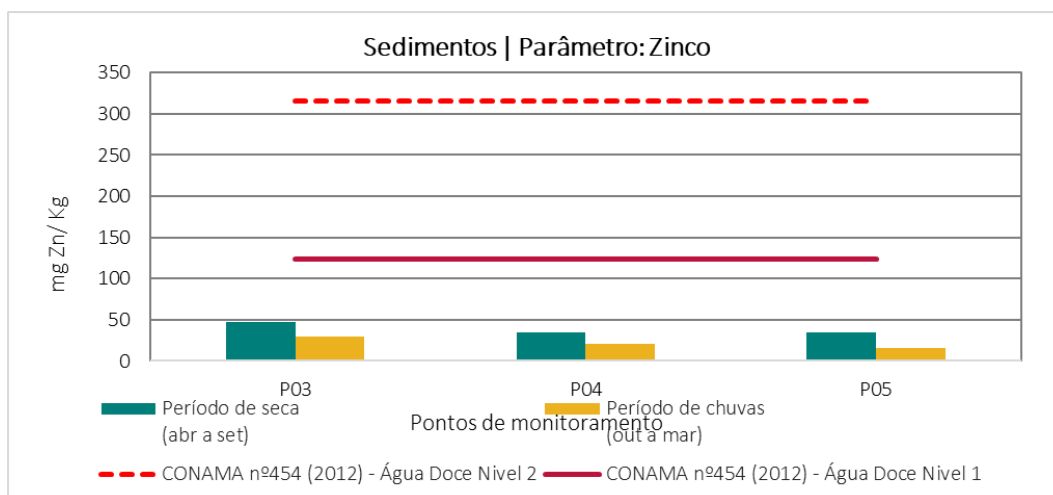 Sedimentos | Parâmetro: Zinco
350
300
250
200
150
100
50
0
mg Zn/ Kg
P03 P04 P05
Pontos de monitoramento
Período de seca
(abr a set)
Período de chuvas
(out a mar)
CONAMA nº454 (2012) - Água Doce Nivel 2
CONAMA nº454 (2012) - Água Doce Nivel 1